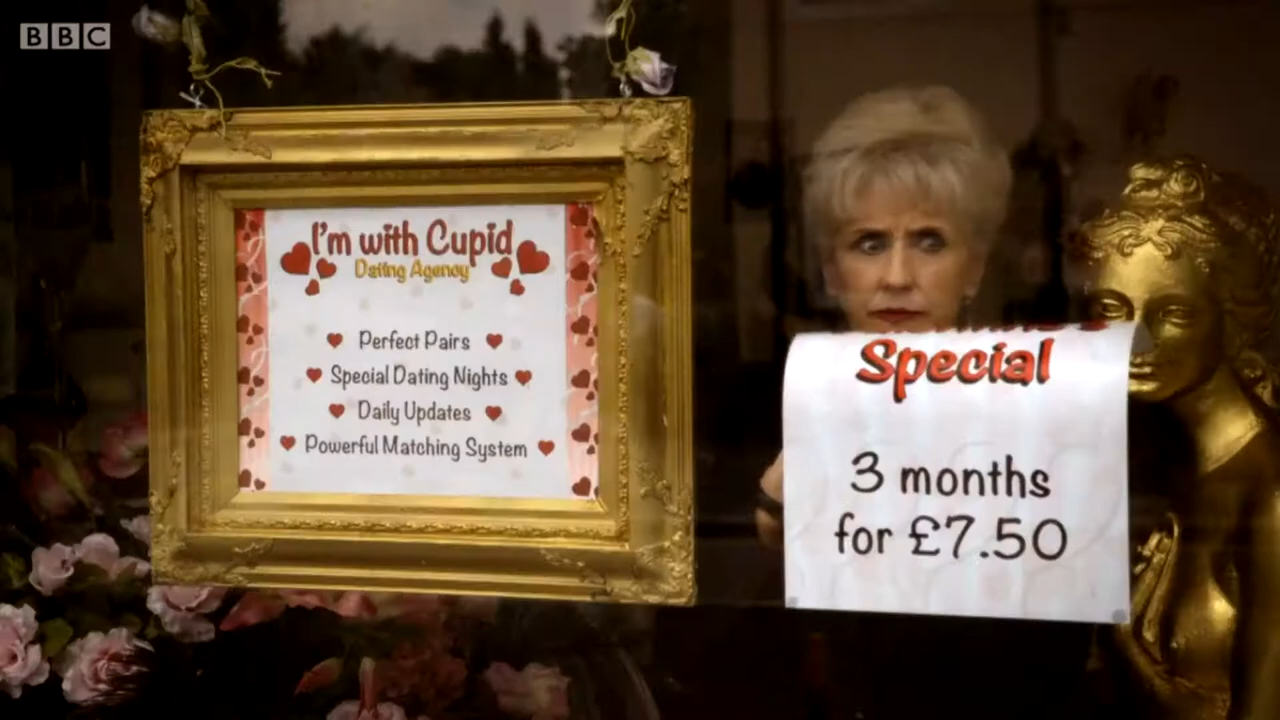 BBC
I'm with Cupid
Dating Agency
Perfect Pairs
Special Dating Nights
Daily Updates
Powerful Matching System
Special
3 months
for £7.50